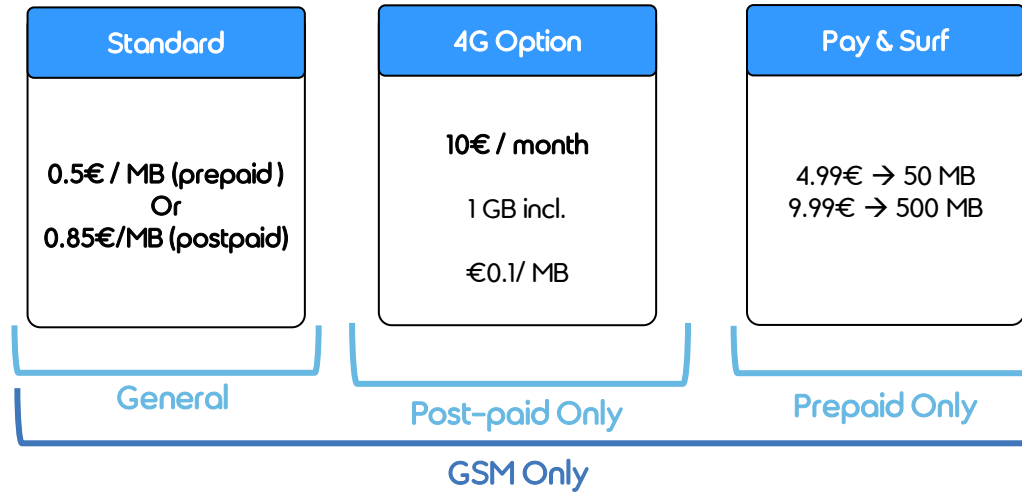 Standard
0.5€ / MB (prepaid )
Or
0.85€/MB (postpaid)
General
4G Option
10€ / month
1 GB incl.
€0.1/ MB
Post-paid Only
Pay & Surf
4.99€ → 50 MB
9.99€ → 500 MB
Prepaid Only
GSM Only